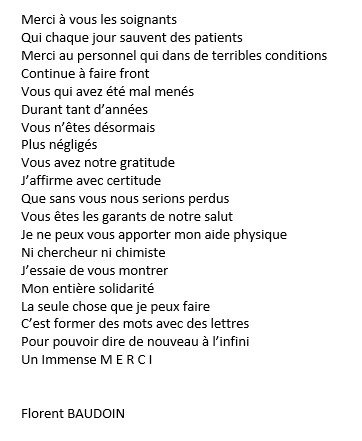 Merci à vous les soignants
Qui chaque jour sauvent des patients
Merci au personnel qui dans de terribles conditions
Continue à faire front
Vous qui avez été mal menés
Durant tant d’années
Vous n’êtes désormais
Plus négligés
Vous avez notre gratitude
J’affirme avec certitude
Que sans vous nous serions perdus
Vous êtes les garants de notre salut
Je ne peux vous apporter mon aide physique
Ni chercheur ni chimiste
J’essaie de vous montrer
Mon entière solidarité
La seule chose que je peux faire
C’est former des mots avec des lettres
Pour pouvoir dire de nouveau à l’infini
Un Immense M E R C I
Florent BAUDOIN